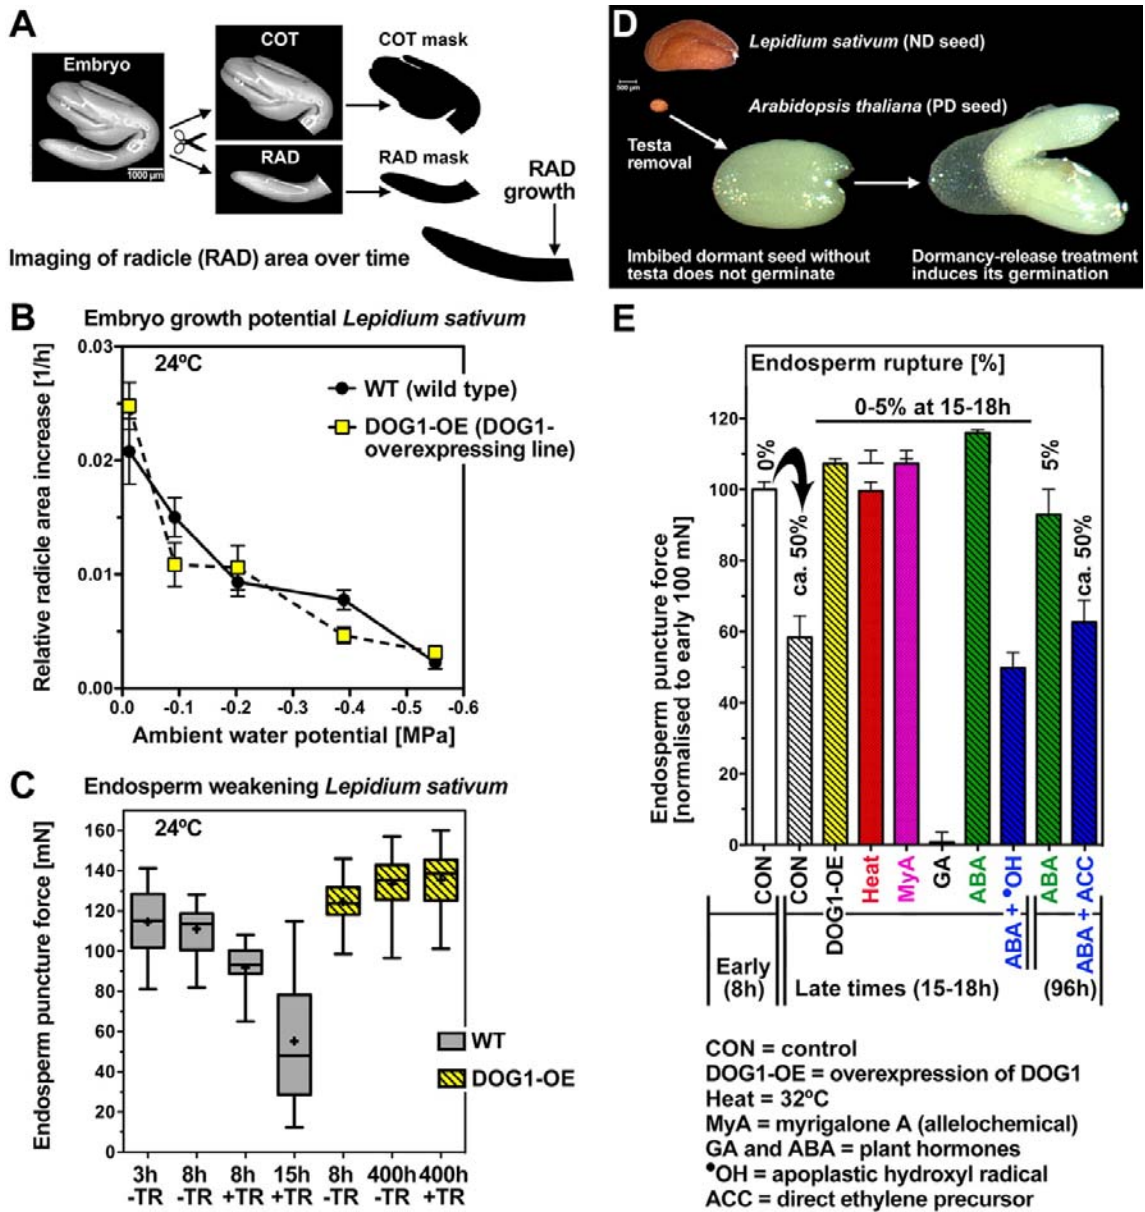 A
Embryo
1000 µm
COT
COT mask
RAD
RAD mask
RAD
growth
Imaging of radicle (RAD) area over time
D
Lepidium sativum (ND seed)
500 µm
Arabidopsis thaliana (PD seed)
Testa
removal
Imbibed dormant seed without
testa does not germinate
Dormancy-release treatment
induces its germination
B
Embryo growth potential Lepidium sativum
24ºC
WT (wild type)
DOG1-OE (DOG1-
overexpressing line)
Relative radicle area increase [1/h]
0.03
0.02
0.01
0.00
0.0 -0.1 -0.2 -0.3 -0.4 -0.5 -0.6
Ambient water potential [MPa]
C
Endosperm weakening Lepidium sativum
24ºC
Endosperm puncture force [mN]
160
140
120
100
80
60
40
20
0
WT
DOG1-OE
3h 8h 8h 15h 8h 400h 400h
-TR -TR +TR +TR -TR -TR +TR
E
Endosperm rupture [%]
0-5% at 15-18h
0%
ca. 50%
5%
ca. 50%
Endosperm puncture force
[normalised to early 100 mN]
120
100
80
60
40
20
0
CON
CON
DOG1-OE
Heat
MyA
GA
ABA
ABA + •OH
ABA
ABA + ACC
Early
(8h)
Late times (15-18h)
(96h)
CON = control
DOG1-OE = overexpression of DOG1
Heat = 32ºC
MyA = myrigalone A (allelochemical)
GA and ABA = plant hormones
•OH = apoplastic hydroxyl radical
ACC = direct ethylene precursor